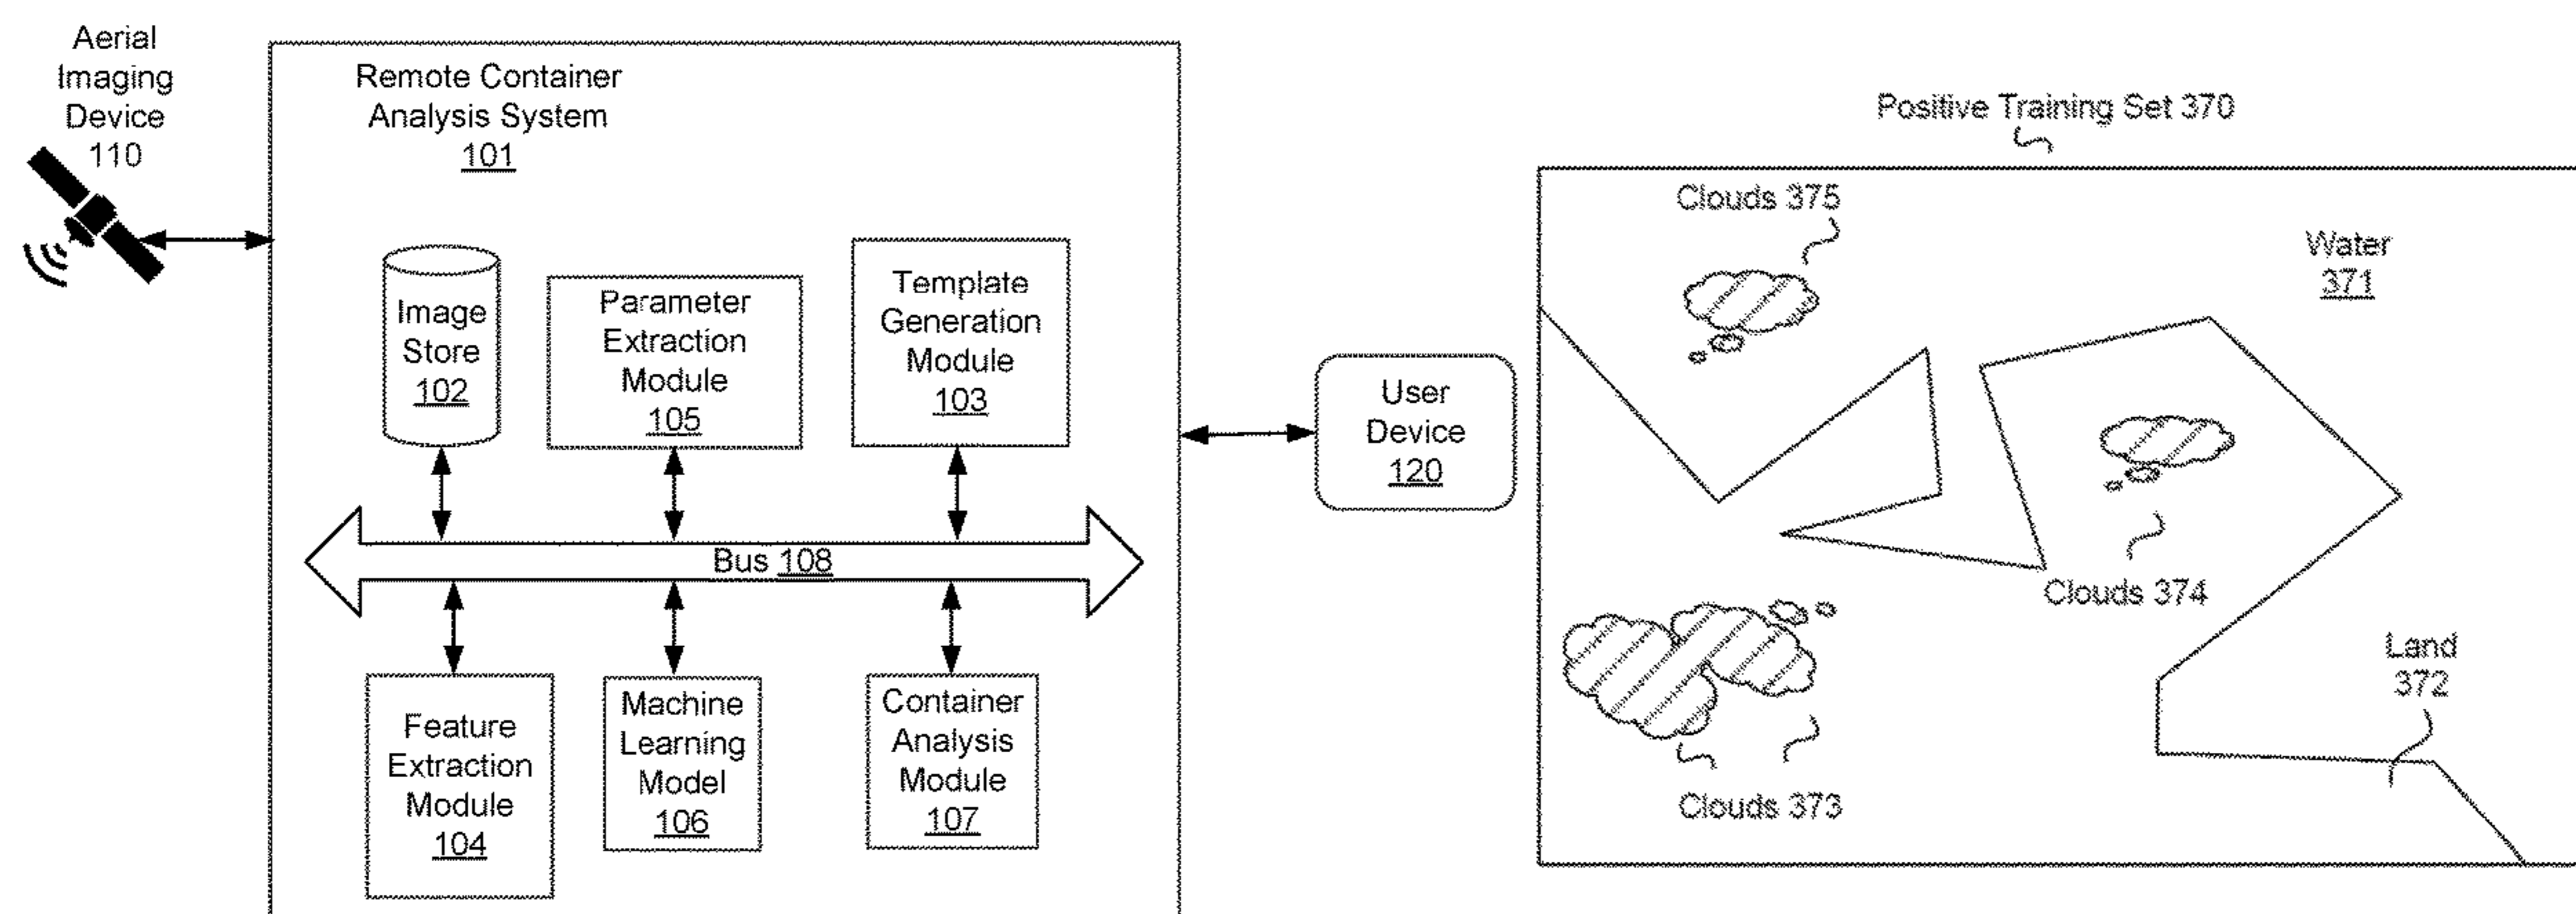 Aerial
Imaging
Device
110
Remote Container
Analysis System
101
Image
Store
102
Parameter
Extraction
Module
105
Template
Generation
Module
103
Bus 108
Feature
Extraction
Module
104
Machine
Learning
Model
106
Container
Analysis
Module
107
User
Device
120
Positive Training Set 370
Clouds 375
Water
371
Clouds 374
Land
372
Clouds 373